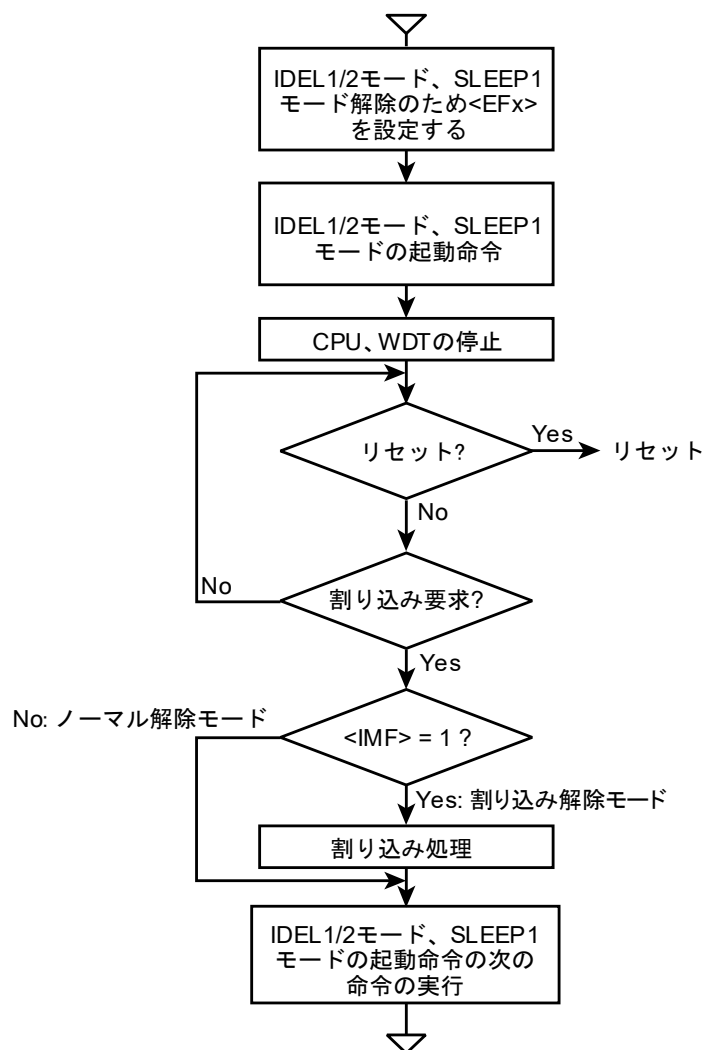 IDEL1/2モード、SLEEP1
モード解除のため<EFx>
を設定する
IDEL1/2モード、SLEEP1
モードの起動命令
CPU、WDTの停止
リセット?
Yes
リセット
No
割り込み要求?
No
Yes
<IMF> = 1 ?
No: ノーマル解除モード
Yes: 割り込み解除モード
割り込み処理
IDEL1/2モード、SLEEP1
モードの起動命令の次の
命令の実行